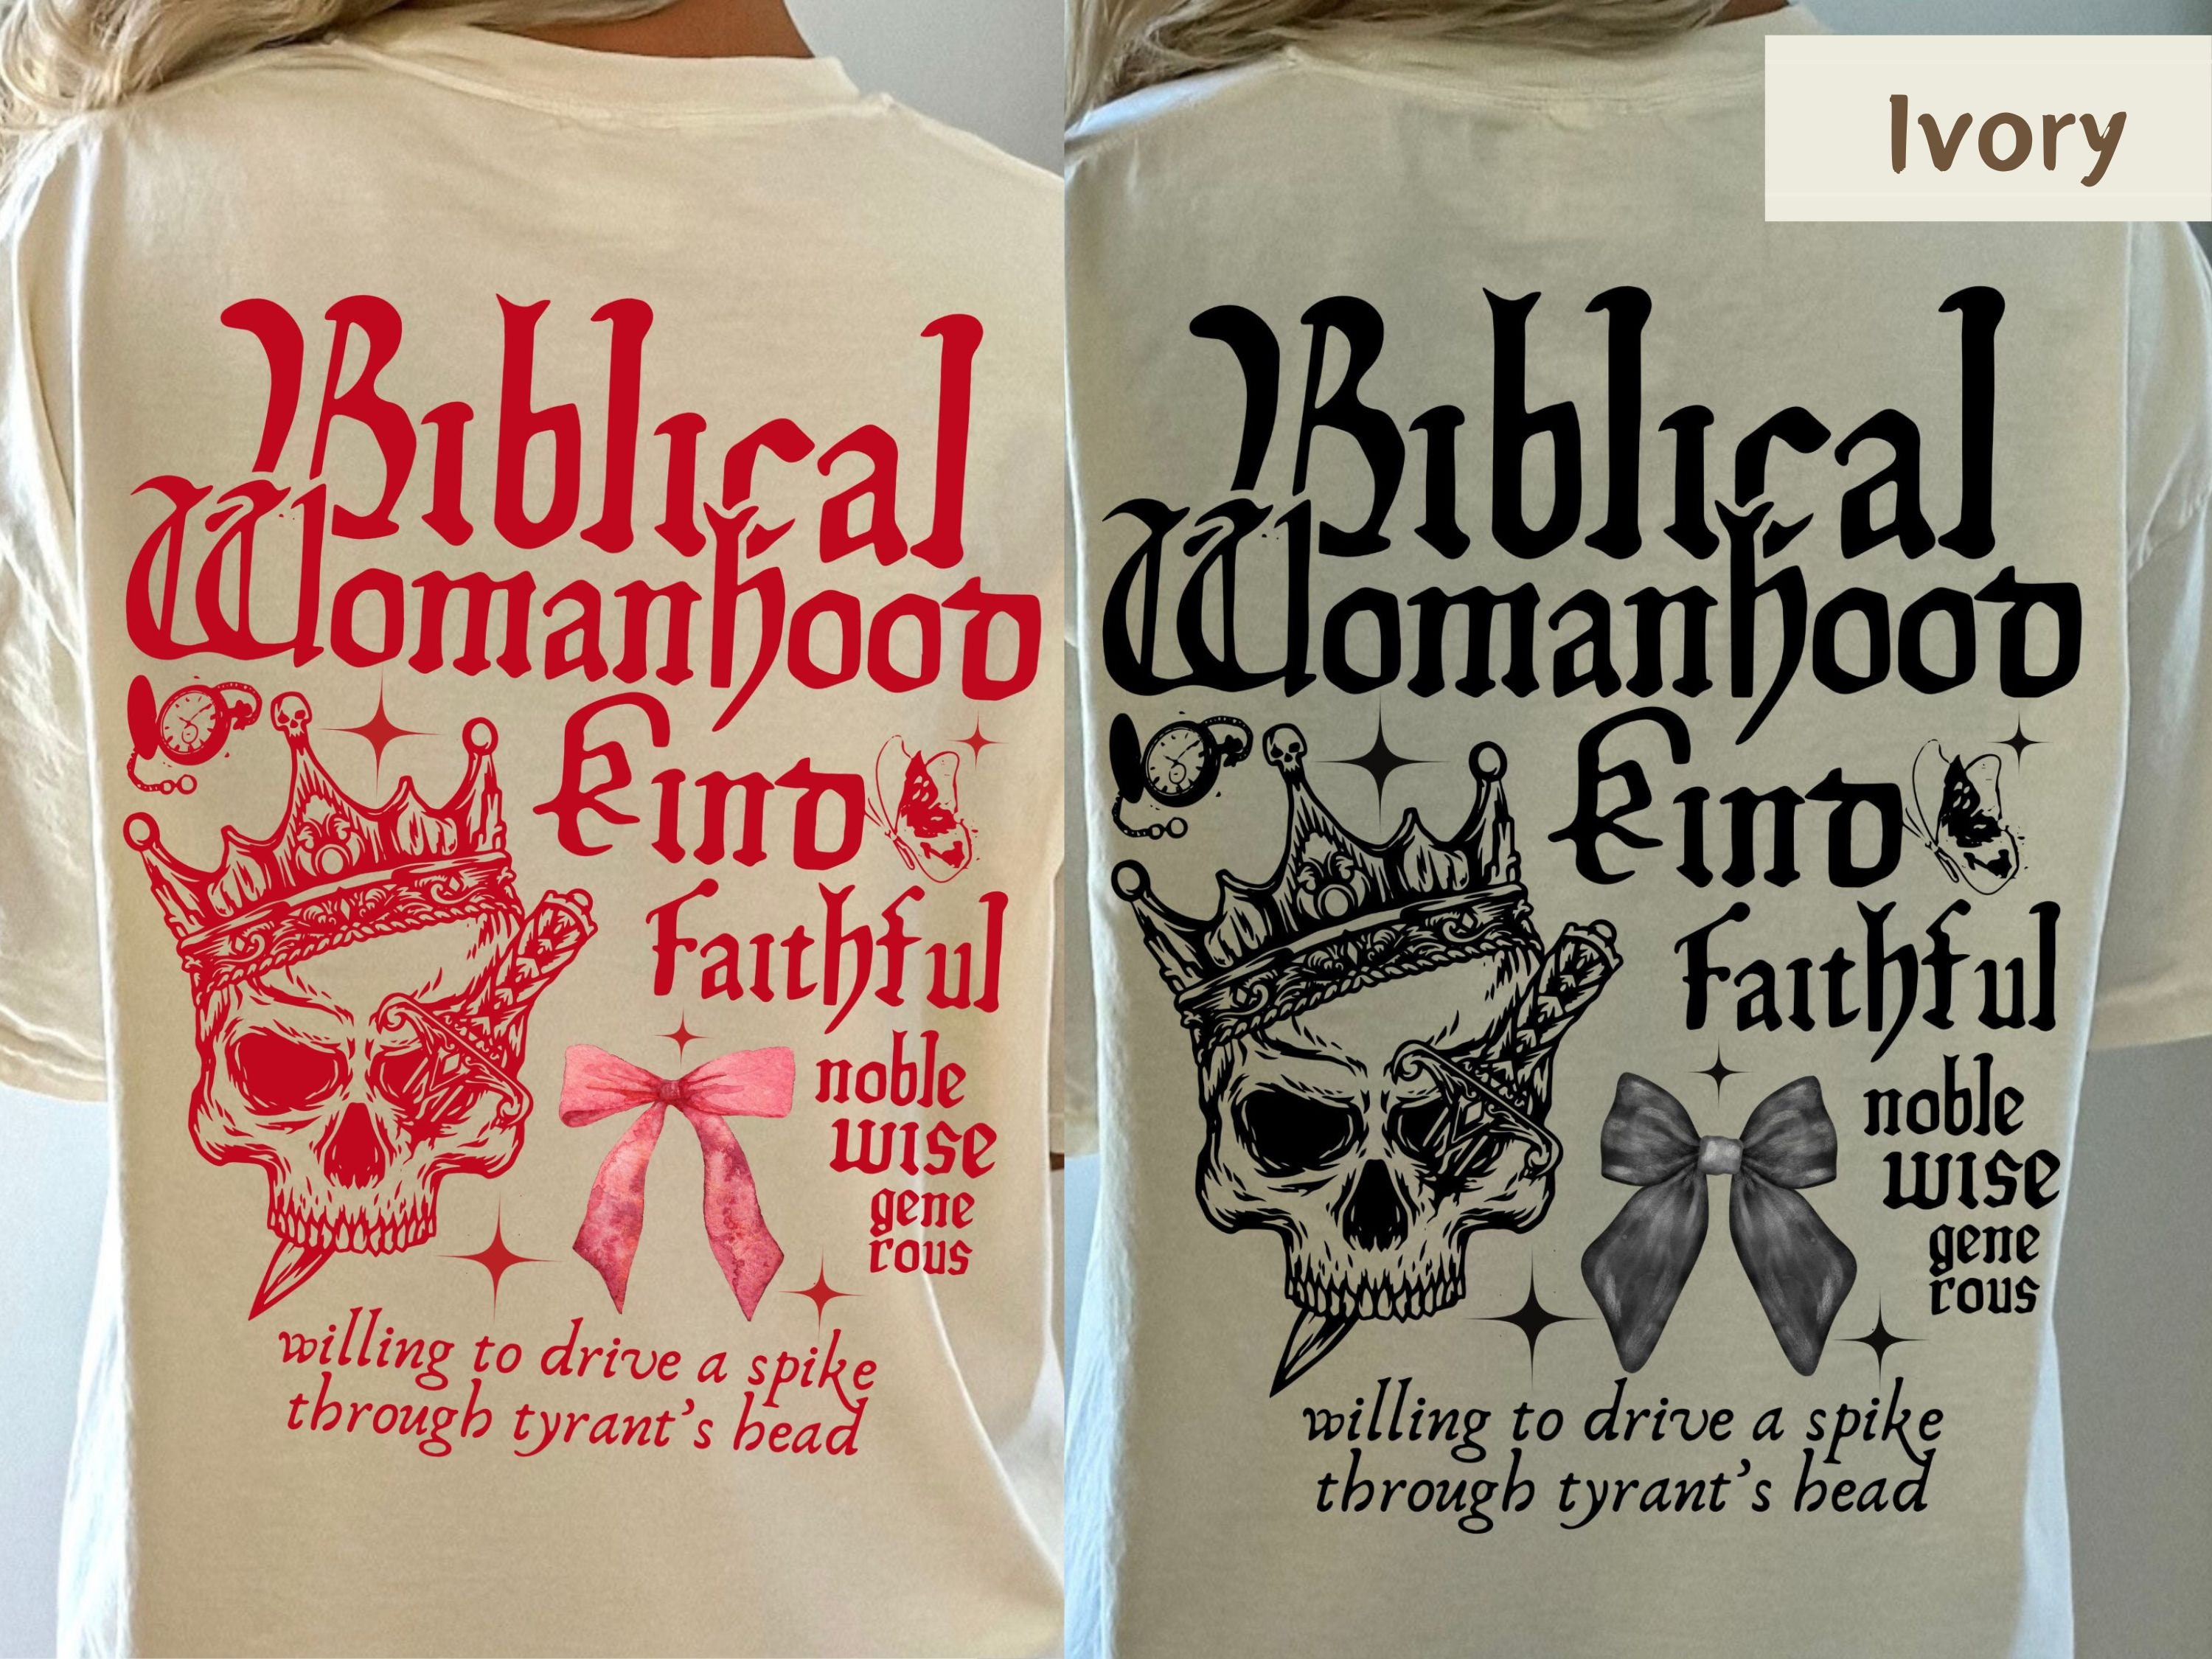 Biblical
Womanhood
Kind
Faithful
noble
wise
gene
rous
willing to drive a spike
through tyrant's head
Ivory
Biblical
Womanhood
Kind
Faithful
noble
wise
gene
rous
willing to drive a spike
through tyrant's head